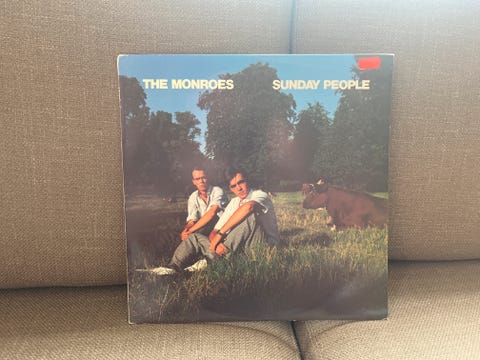 THE MONROES SUNDAY PEOPLE